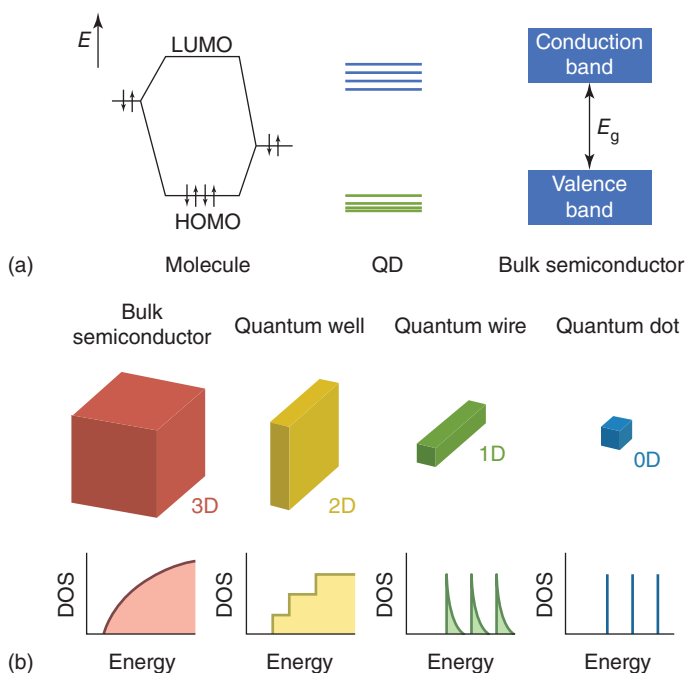 E
LUMO
HOMO
Conduction
band
E_g
Valence
band
(a)
Molecule
QD
Bulk semiconductor
Bulk
semiconductor
Quantum well
Quantum wire
Quantum dot
3D
2D
1D
0D
DOS
DOS
DOS
DOS
(b)
Energy
Energy
Energy
Energy